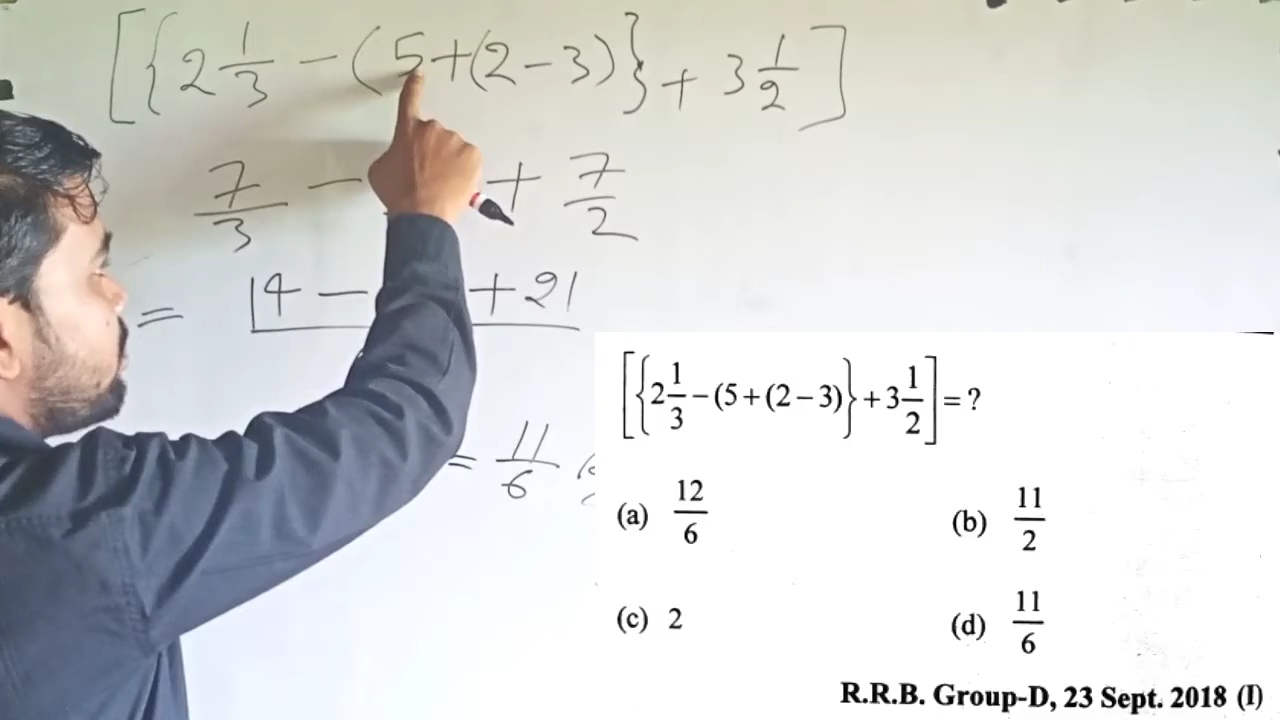 [{2 1/3 - (5+(2-3)} + 3 1/2]
7/3 - + 7/2
= 14 - + 21
= 11/6
[{2 1/3 - (5+(2-3)} + 3 1/2] = ?
(a) 12/6 (b) 11/2
(c) 2 (d) 11/6
R.R.B. Group-D, 23 Sept. 2018 (I)